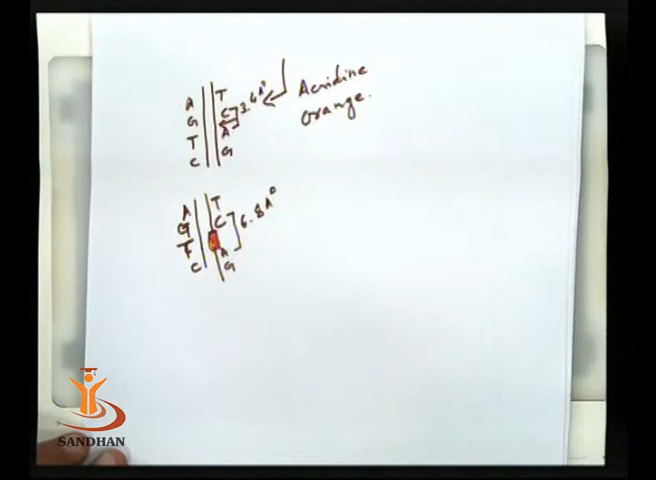 A T
G C 3.4A° Acridine
T A orange.
C G
A T
G C 6.8A°
T A
C G
SANDHAN